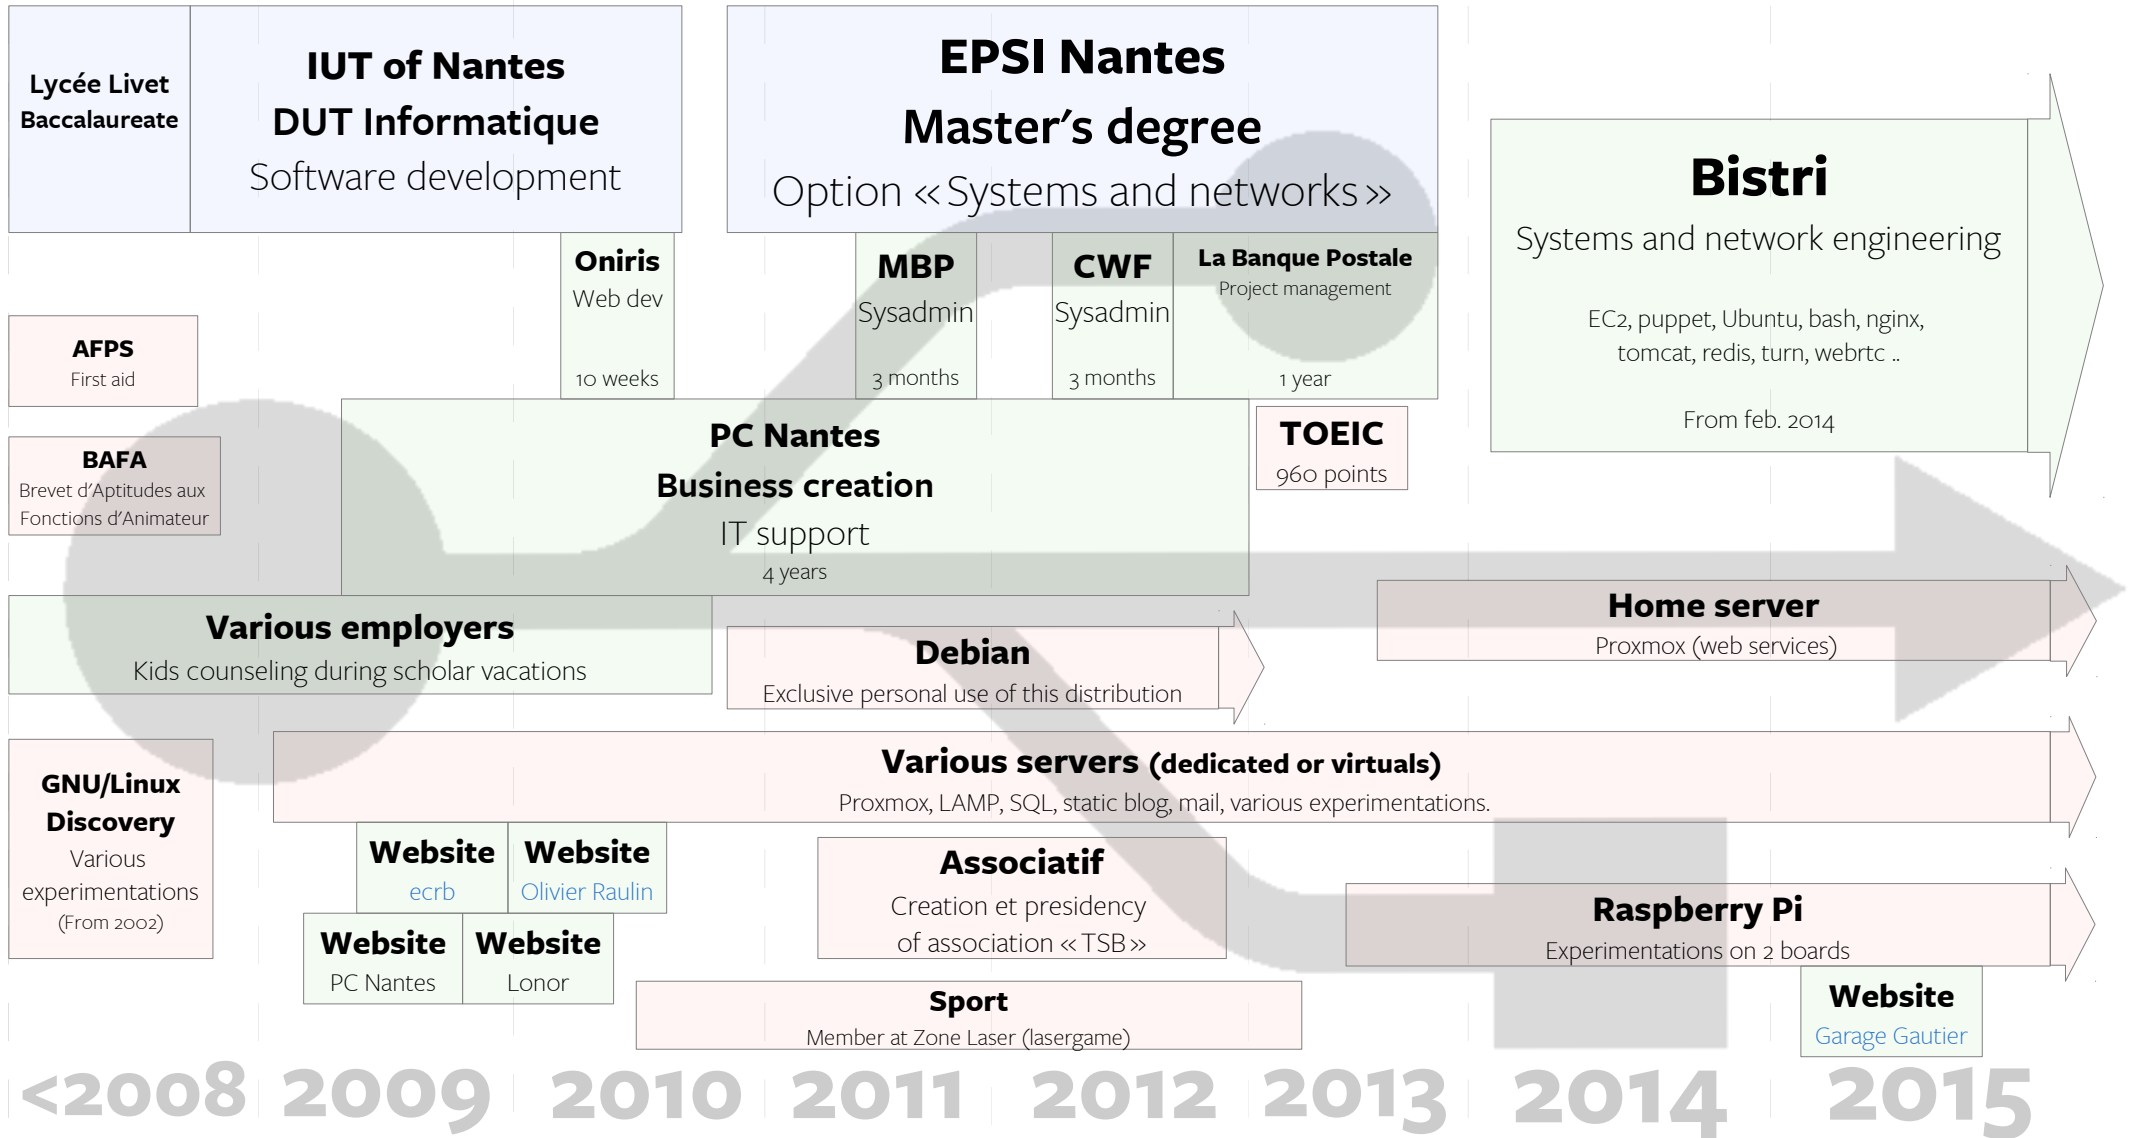 Lycée Livet
Baccalaureate
IUT of Nantes
DUT Informatique
Software development
EPSI Nantes
Master's degree
Option « Systems and networks »
Bistri
Systems and network engineering
EC2, puppet, Ubuntu, bash, nginx,
tomcat, redis, turn, webrtc ..
From feb. 2014
Oniris
Web dev
10 weeks
MBP
Sysadmin
3 months
CWF
Sysadmin
3 months
La Banque Postale
Project management
1 year
AFPS
First aid
BAFA
Brevet d'Aptitudes aux
Fonctions d'Animateur
PC Nantes
Business creation
IT support
4 years
TOEIC
960 points
Various employers
Kids counseling during scholar vacations
Debian
Exclusive personal use of this distribution
Home server
Proxmox (web services)
GNU/Linux
Discovery
Various
experimentations
(From 2002)
Various servers (dedicated or virtuals)
Proxmox, LAMP, SQL, static blog, mail, various experimentations.
Website
ecrb
Website
Olivier Raulin
Website
PC Nantes
Website
Lonor
Associatif
Creation et presidency
of association « TSB »
Raspberry Pi
Experimentations on 2 boards
Sport
Member at Zone Laser (lasergame)
Website
Garage Gautier
<2008 2009 2010 2011 2012 2013 2014 2015